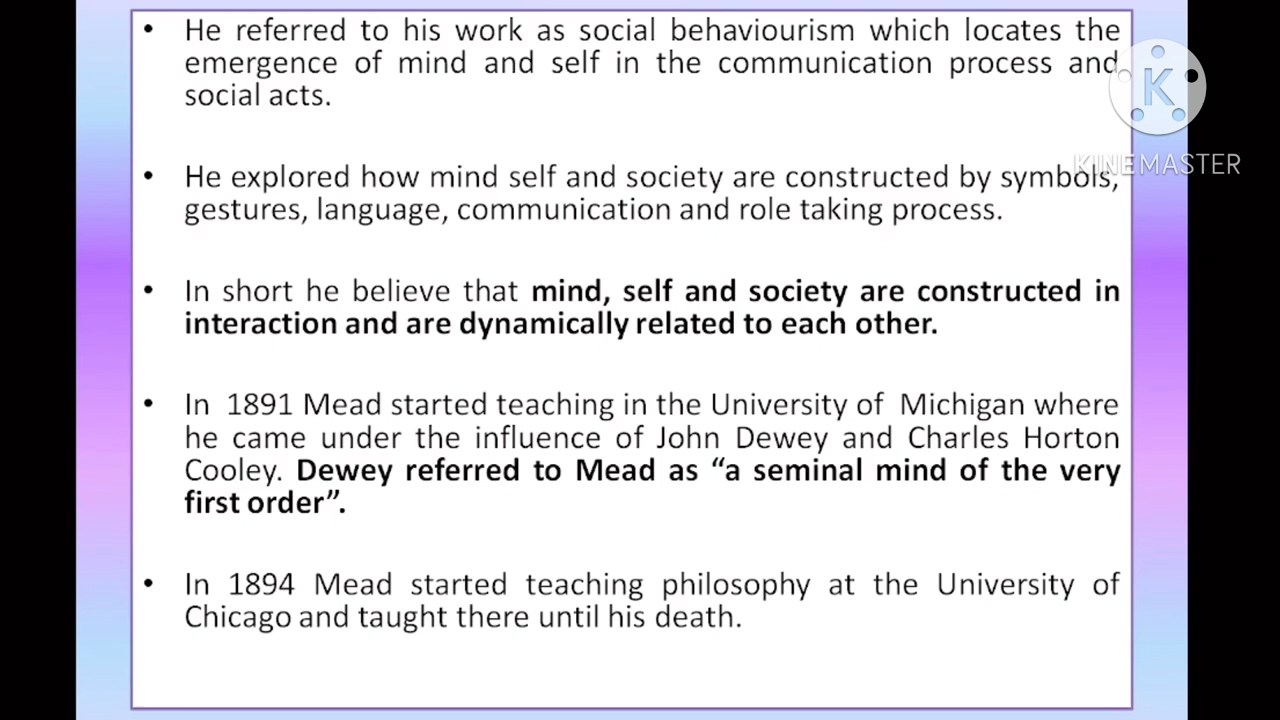 • He referred to his work as social behaviourism which locates the
emergence of mind and self in the communication process and
social acts.
• He explored how mind self and society are constructed by symbols,
gestures, language, communication and role taking process.
• In short he believe that mind, self and society are constructed in
interaction and are dynamically related to each other.
• In 1891 Mead started teaching in the University of Michigan where
he came under the influence of John Dewey and Charles Horton
Cooley. Dewey referred to Mead as “a seminal mind of the very
first order”.
• In 1894 Mead started teaching philosophy at the University of
Chicago and taught there until his death.
K
KINEMASTER